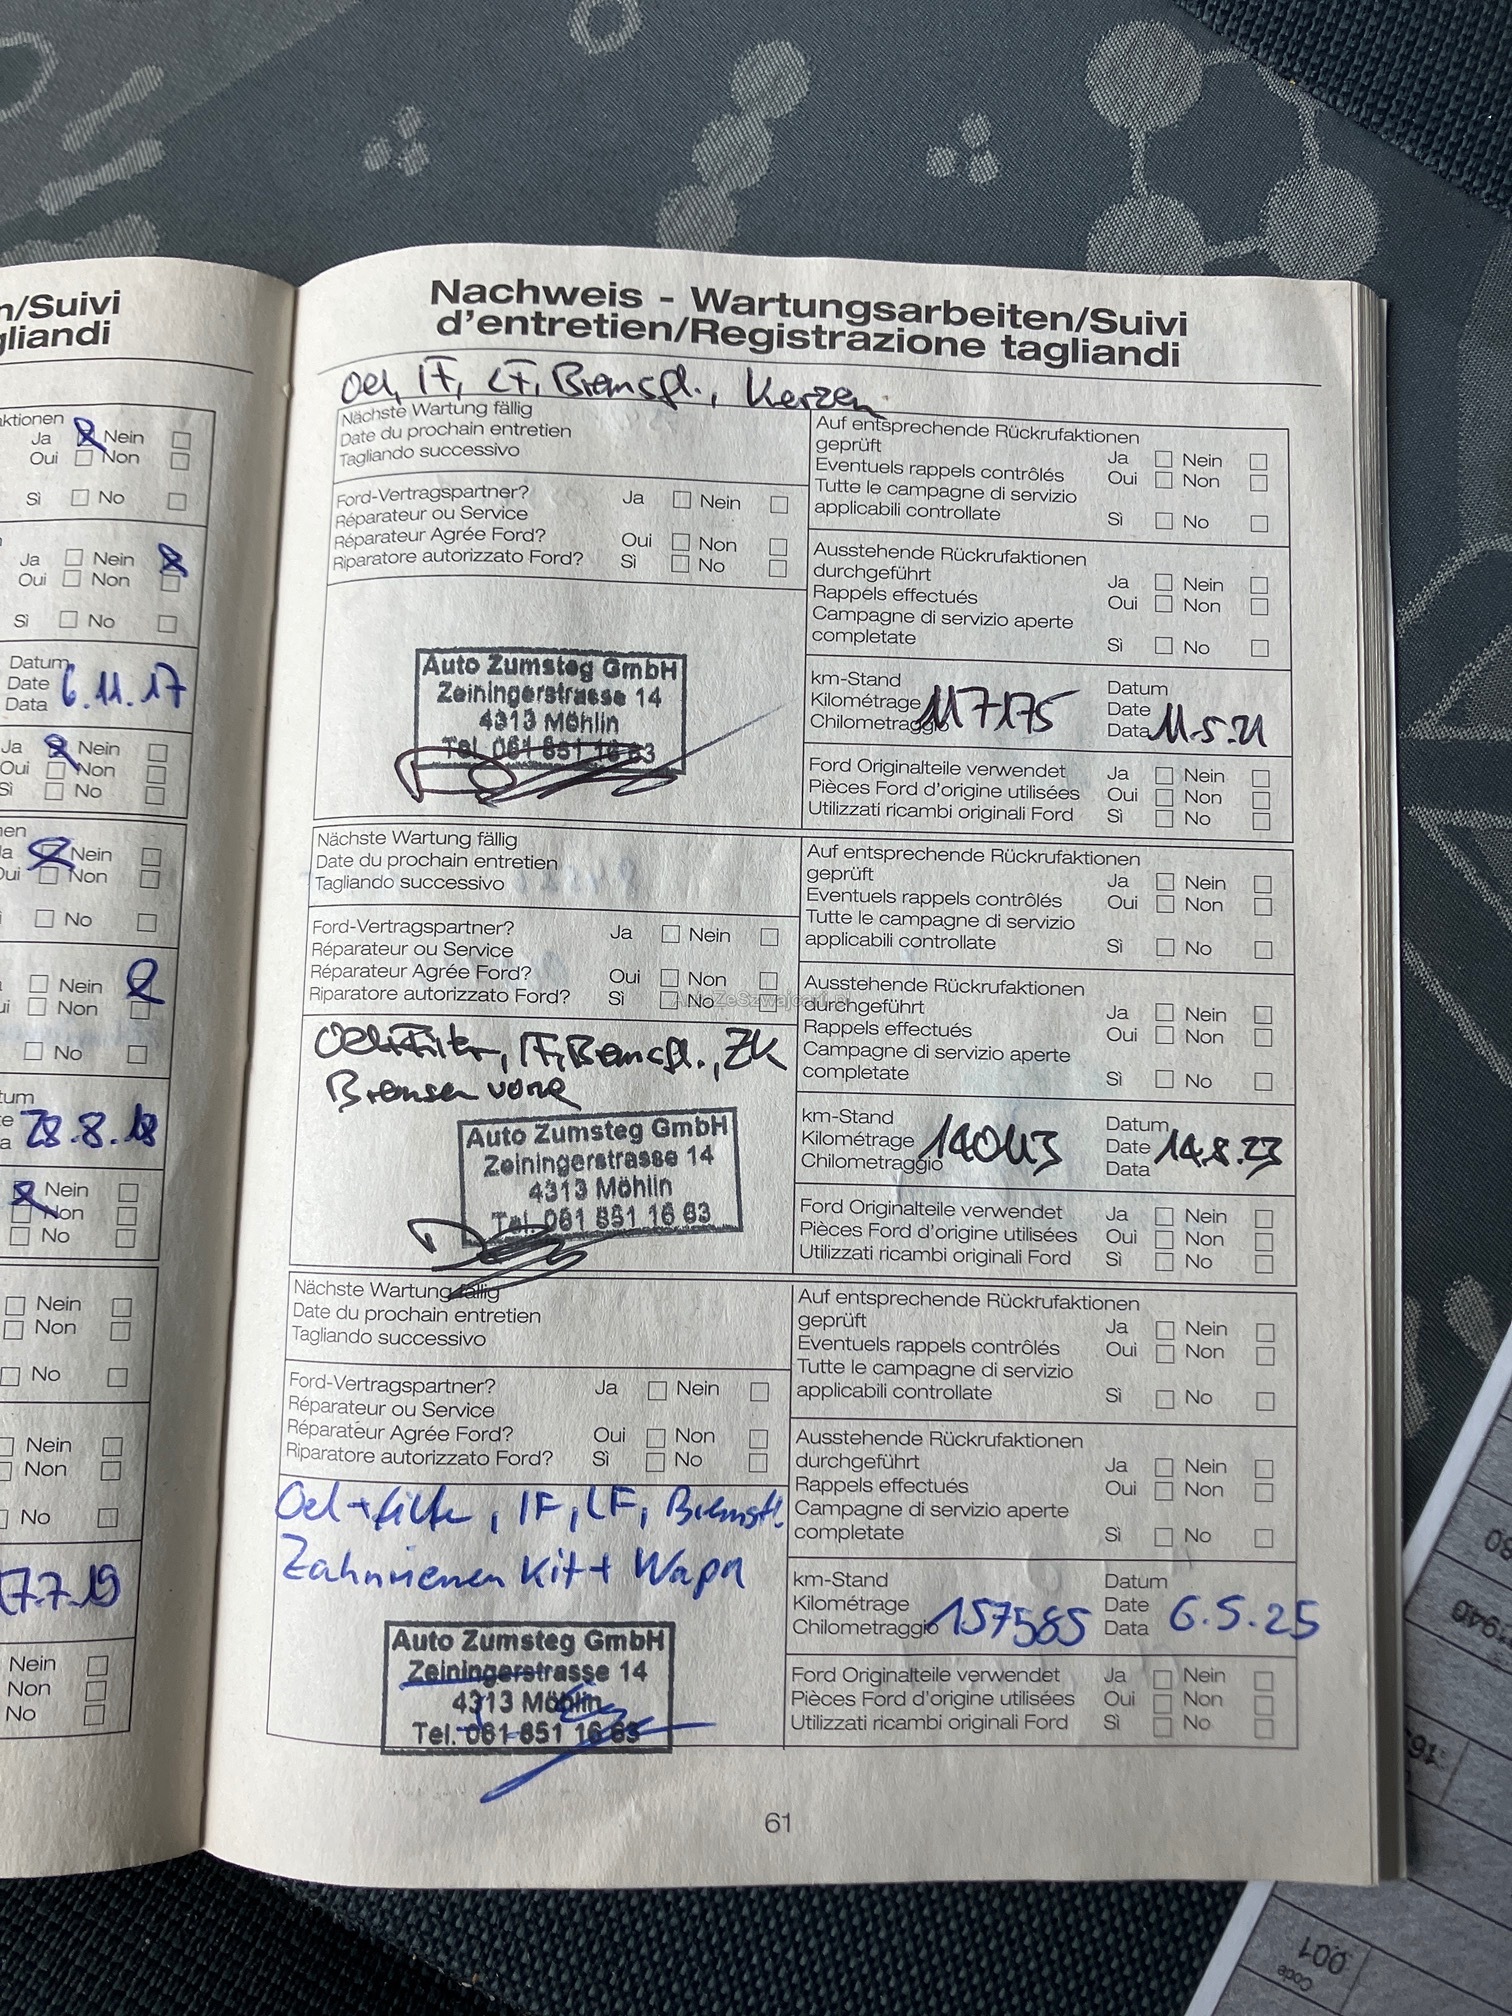 n/Suivi
gliandi
ktionen
Ja Nein
Oui Non
Sì No
Ja Nein
Oui Non
Sì No
Datum
Date
Data 6.11.17
Ja Nein
Oui Non
Sì No
nen
Ja Nein
Oui Non
No
Nein
Non
No
tum
28.8.18
Nein
Non
No
Nein
Non
No
Nein
Non
No
17.7.19
Nein
Non
No
Nachweis - Wartungsarbeiten/Suivi
d'entretien/Registrazione tagliandi
Oel, IF, LF, Bremsfl., Kerzen
Nächste Wartung fällig
Date du prochain entretien
Tagliando successivo
Ford-Vertragspartner? Ja Nein
Réparateur ou Service
Réparateur Agrée Ford? Oui Non
Riparatore autorizzato Ford? Sì No
Auto Zumsteg GmbH
Zeiningerstrasse 14
4313 Möhlin
Tel. 061 851 16 63
Auf entsprechende Rückrufaktionen
geprüft Ja Nein
Eventuels rappels contrôlés Oui Non
Tutte le campagne di servizio
applicabili controllate Sì No
Ausstehende Rückrufaktionen
durchgeführt Ja Nein
Rappels effectués Oui Non
Campagne di servizio aperte
completate Sì No
km-Stand Datum
Kilométrage 117175 Date
Chilometraggio Data 11.5.21
Ford Originalteile verwendet Ja Nein
Pièces Ford d'origine utilisées Oui Non
Utilizzati ricambi originali Ford Sì No
Nächste Wartung fällig
Date du prochain entretien
Tagliando successivo
Ford-Vertragspartner? Ja Nein
Réparateur ou Service
Réparateur Agrée Ford? Oui Non
Riparatore autorizzato Ford? Sì No
Oel+Filter, IF, Bremsfl., ZK
Bremsen vorne
Auto Zumsteg GmbH
Zeiningerstrasse 14
4313 Möhlin
Tel. 061 851 16 63
Auf entsprechende Rückrufaktionen
geprüft Ja Nein
Eventuels rappels contrôlés Oui Non
Tutte le campagne di servizio
applicabili controllate Sì No
Ausstehende Rückrufaktionen
durchgeführt Ja Nein
Rappels effectués Oui Non
Campagne di servizio aperte
completate Sì No
km-Stand Datum
Kilométrage 140113 Date 14.8.23
Chilometraggio Data
Ford Originalteile verwendet Ja Nein
Pièces Ford d'origine utilisées Oui Non
Utilizzati ricambi originali Ford Sì No
Nächste Wartung fällig
Date du prochain entretien
Tagliando successivo
Ford-Vertragspartner? Ja Nein
Réparateur ou Service
Réparateur Agrée Ford? Oui Non
Riparatore autorizzato Ford? Sì No
Oel + filter, IF, LF, Bremsfl.
Zahnriemen Kit + Wapu
Auto Zumsteg GmbH
Zeiningerstrasse 14
4313 Möhlin
Tel. 061 851 16 63
Auf entsprechende Rückrufaktionen
geprüft Ja Nein
Eventuels rappels contrôlés Oui Non
Tutte le campagne di servizio
applicabili controllate Sì No
Ausstehende Rückrufaktionen
durchgeführt Ja Nein
Rappels effectués Oui Non
Campagne di servizio aperte
completate Sì No
km-Stand Datum
Kilométrage 157585 Date 6.5.25
Chilometraggio Data
Ford Originalteile verwendet Ja Nein
Pièces Ford d'origine utilisées Oui Non
Utilizzati ricambi originali Ford Sì No
61
Code
001